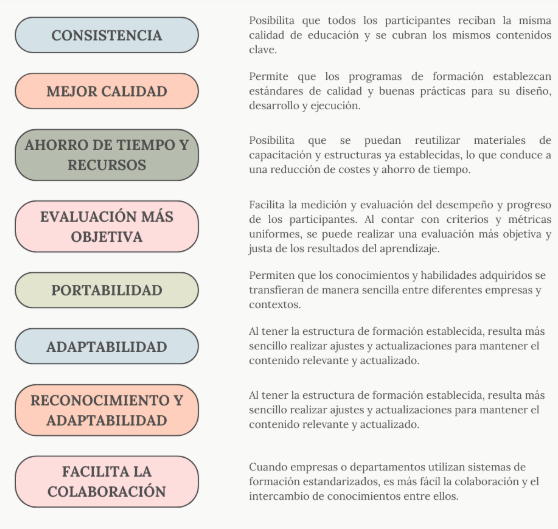 CONSISTENCIA
Posibilita que todos los participantes reciban la misma
calidad de educación y se cubran los mismos contenidos
clave.
MEJOR CALIDAD
Permite que los programas de formación establezcan
estándares de calidad y buenas prácticas para su diseño,
desarrollo y ejecución.
AHORRO DE TIEMPO Y
RECURSOS
Posibilita que se puedan reutilizar materiales de
capacitación y estructuras ya establecidas, lo que conduce a
una reducción de costes y ahorro de tiempo.
EVALUACIÓN MÁS
OBJETIVA
Facilita la medición y evaluación del desempeño y progreso
de los participantes. Al contar con criterios y métricas
uniformes, se puede realizar una evaluación más objetiva y
justa de los resultados del aprendizaje.
PORTABILIDAD
Permiten que los conocimientos y habilidades adquiridos se
transfieran de manera sencilla entre diferentes empresas y
contextos.
ADAPTABILIDAD
Al tener la estructura de formación establecida, resulta más
sencillo realizar ajustes y actualizaciones para mantener el
contenido relevante y actualizado.
RECONOCIMIENTO Y
ADAPTABILIDAD
Al tener la estructura de formación establecida, resulta más
sencillo realizar ajustes y actualizaciones para mantener el
contenido relevante y actualizado.
FACILITA LA
COLABORACIÓN
Cuando empresas o departamentos utilizan sistemas de
formación estandarizados, es más fácil la colaboración y el
intercambio de conocimientos entre ellos.